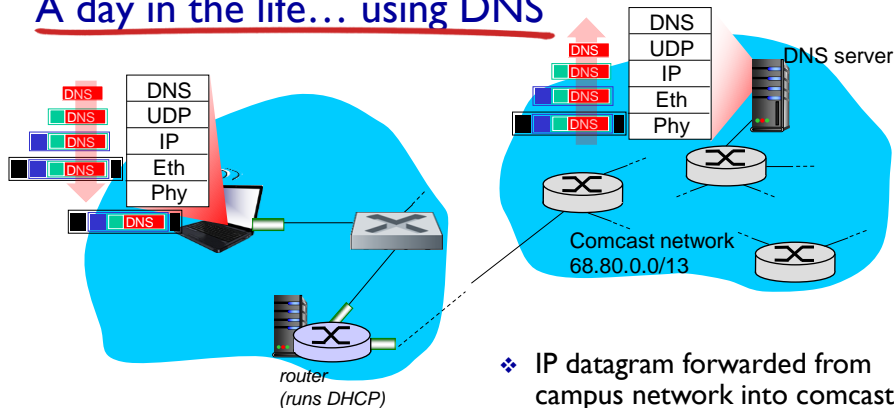 A day in the life… using DNS
DNS
DNS
DNS
DNS
DNS
DNS
UDP
IP
Eth
Phy
DNS
DNS
DNS
DNS
DNS
UDP
IP
Eth
Phy
DNS server
Comcast network
68.80.0.0/13
router
(runs DHCP)
❖ IP datagram forwarded from
campus network into comcast